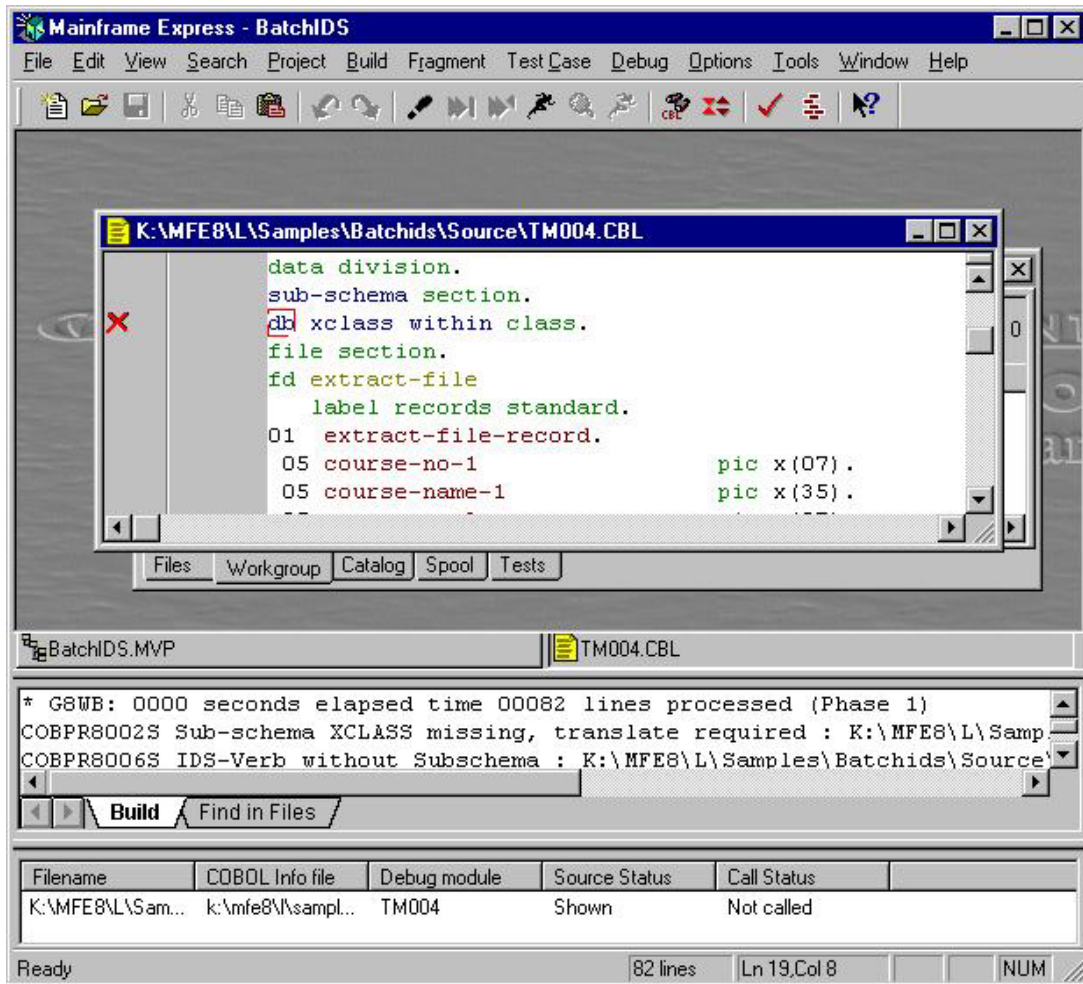 Mainframe Express - BatchIDS
File Edit View Search Project Build Fragment Test Case Debug Options Tools Window Help
CBL
K:\MFE8\L\Samples\Batchids\Source\TM004.CBL
data division.
sub-schema section.
db xclass within class.
file section.
fd extract-file
label records standard.
01 extract-file-record.
05 course-no-1 pic x(07).
05 course-name-1 pic x(35).
0
Files Workgroup Catalog Spool Tests
BatchIDS.MVP TM004.CBL
* G8WB: 0000 seconds elapsed time 00082 lines processed (Phase 1)
COBPR8002S Sub-schema XCLASS missing, translate required : K:\MFE8\L\Samp
COBPR8006S IDS-Verb without Subschema : K:\MFE8\L\Samples\Batchids\Source\
Build Find in Files
Filename COBOL Info file Debug module Source Status Call Status
K:\MFE8\L\Sam... k:\mfe8\l\sampl... TM004 Shown Not called
Ready 82 lines Ln 19,Col 8 NUM